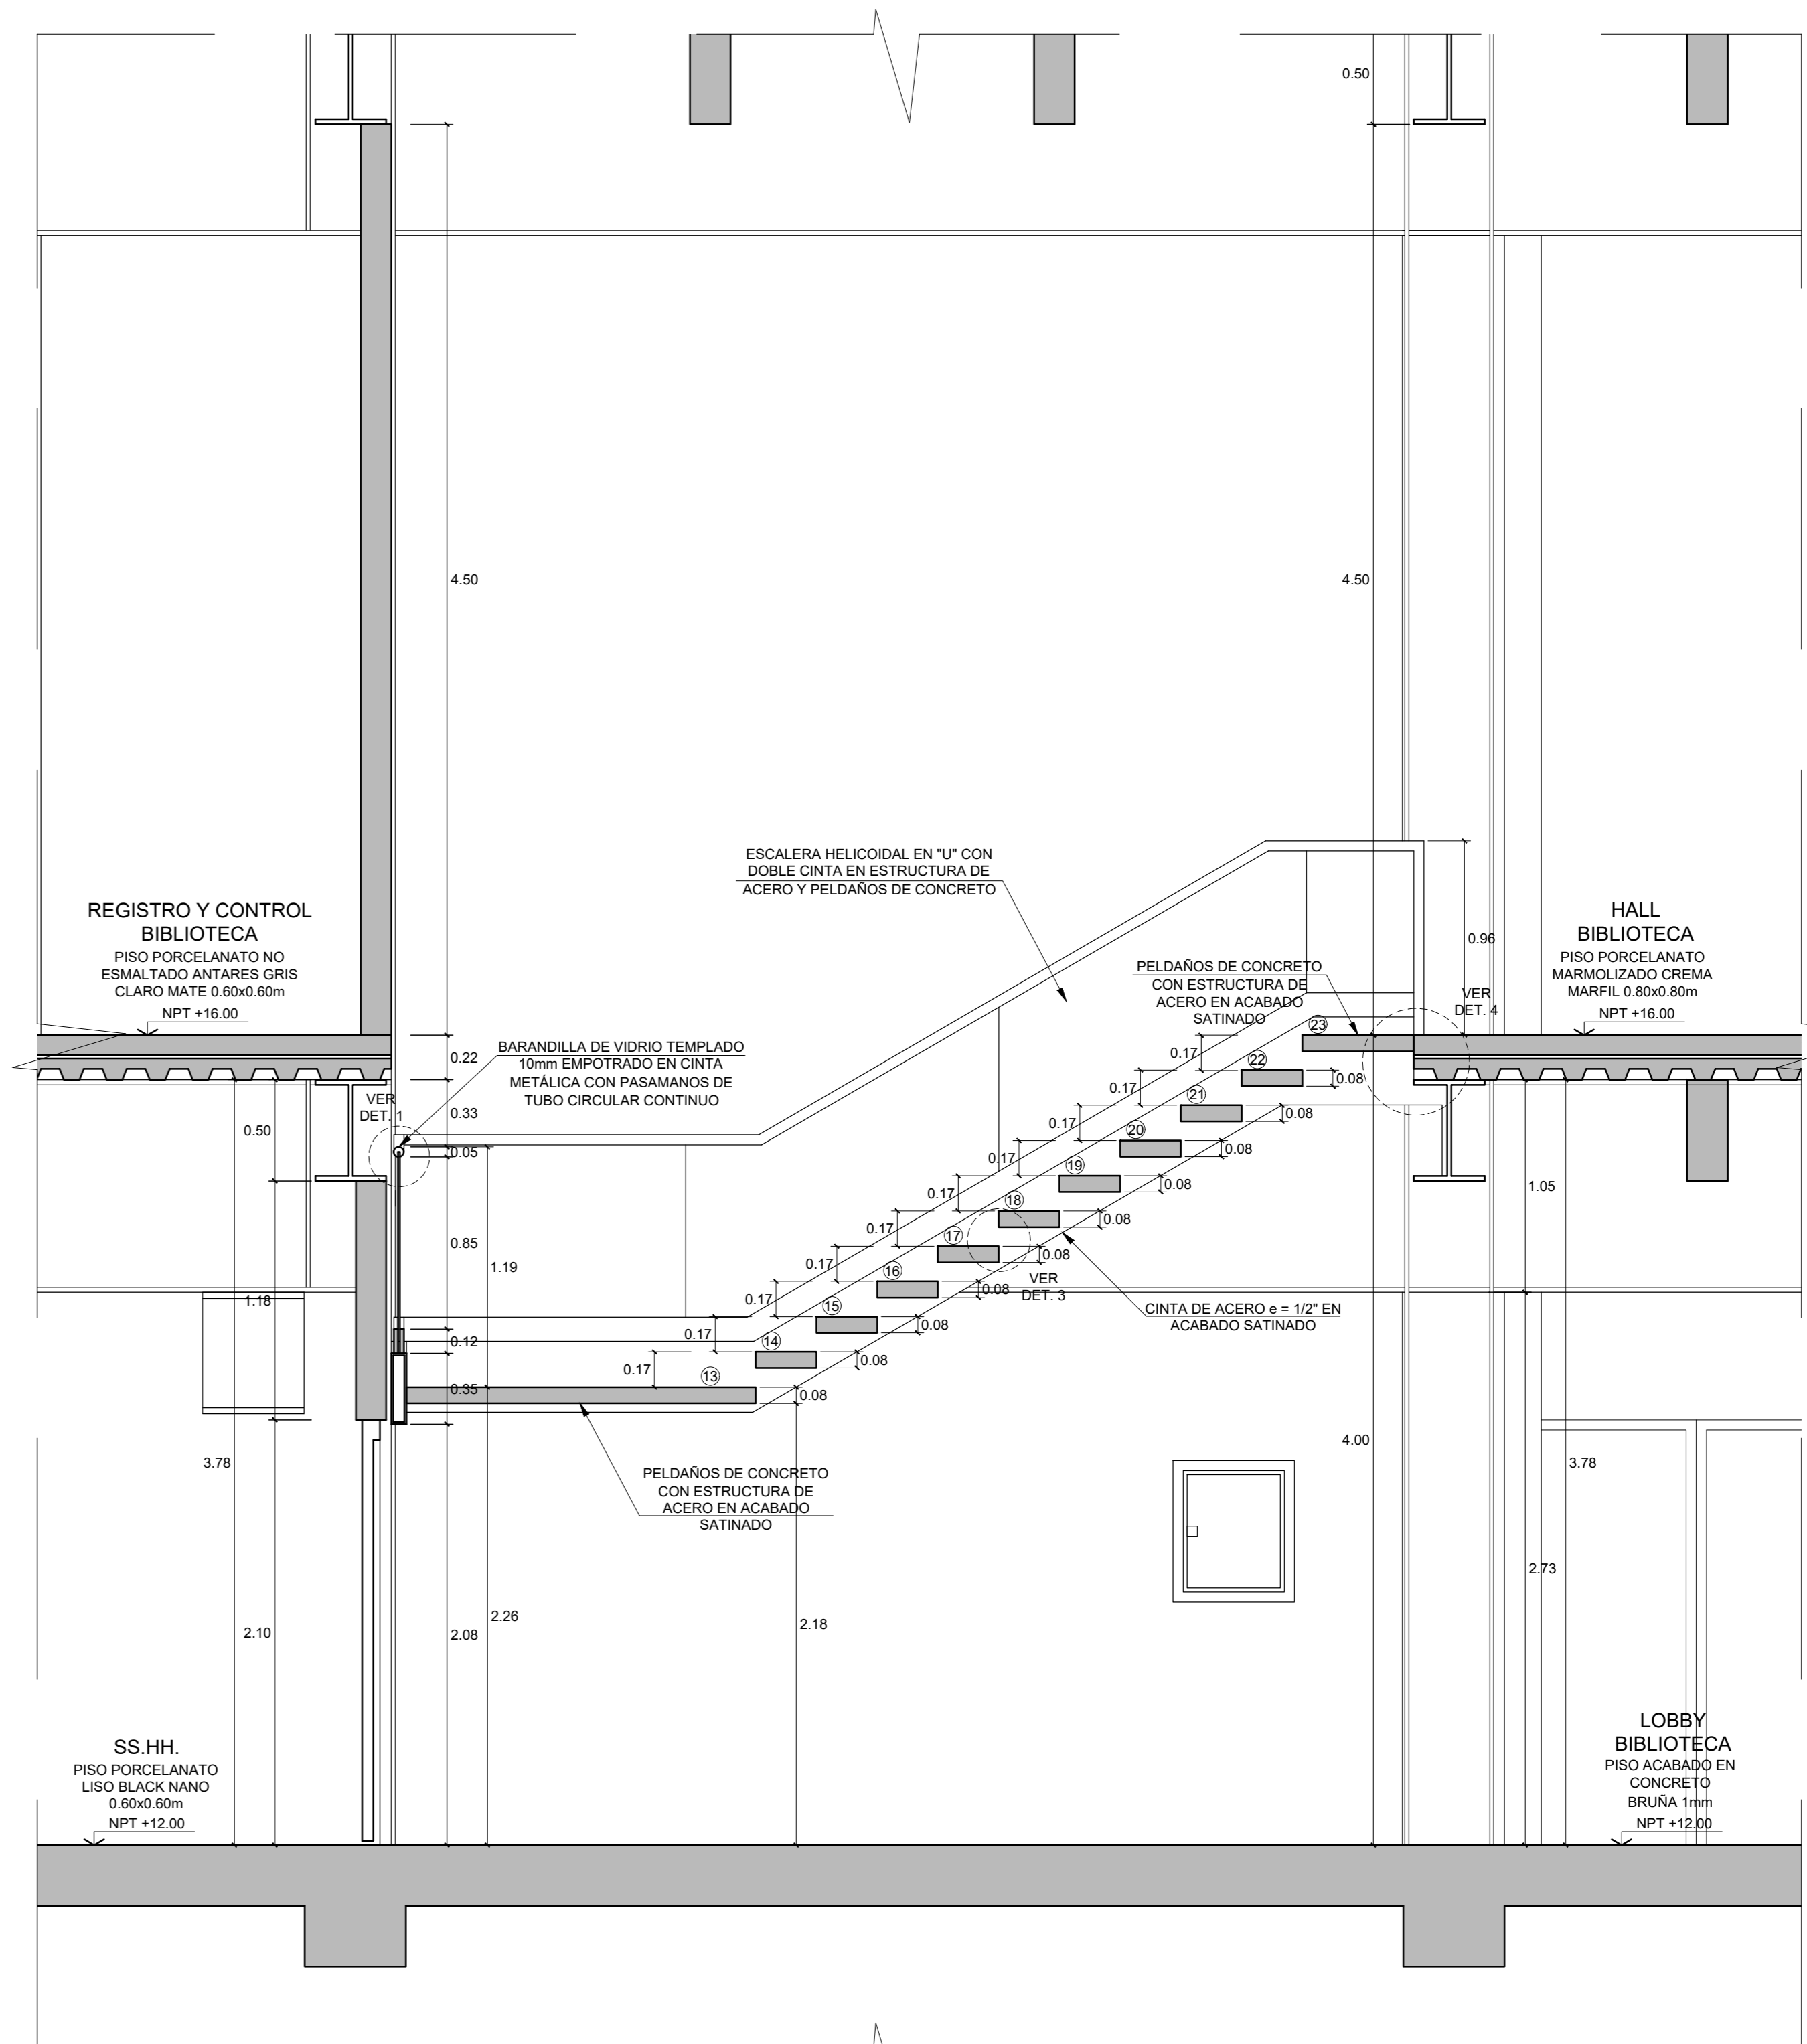 0.50
4.50
4.50
ESCALERA HELICOIDAL EN "U" CON
DOBLE CINTA EN ESTRUCTURA DE
ACERO Y PELDAÑOS DE CONCRETO
REGISTRO Y CONTROL
BIBLIOTECA
PISO PORCELANATO NO
ESMALTADO ANTARES GRIS
CLARO MATE 0.60x0.60m
NPT +16.00
HALL
BIBLIOTECA
PISO PORCELANATO
MARMOLIZADO CREMA
MARFIL 0.80x0.80m
NPT +16.00
0.96
PELDAÑOS DE CONCRETO
CON ESTRUCTURA DE
ACERO EN ACABADO
SATINADO
VER
DET. 4
BARANDILLA DE VIDRIO TEMPLADO
10mm EMPOTRADO EN CINTA
METÁLICA CON PASAMANOS DE
TUBO CIRCULAR CONTINUO
VER
DET. 1
0.22
0.33
0.05
0.85
0.12
0.35
0.50
1.18
1.19
23
0.17
22
0.08
0.17
21
0.08
0.17
20
0.08
0.17
19
0.08
0.17
18
0.08
0.17
17
0.08
0.17
16
0.08
0.17
15
0.08
0.17
14
0.08
0.17
13
0.08
VER
DET. 3
CINTA DE ACERO e = 1/2" EN
ACABADO SATINADO
1.05
PELDAÑOS DE CONCRETO
CON ESTRUCTURA DE
ACERO EN ACABADO
SATINADO
3.78
4.00
3.78
2.73
2.10
2.08
2.26
2.18
SS.HH.
PISO PORCELANATO
LISO BLACK NANO
0.60x0.60m
NPT +12.00
LOBBY
BIBLIOTECA
PISO ACABADO EN
CONCRETO
BRUÑA 1mm
NPT +12.00